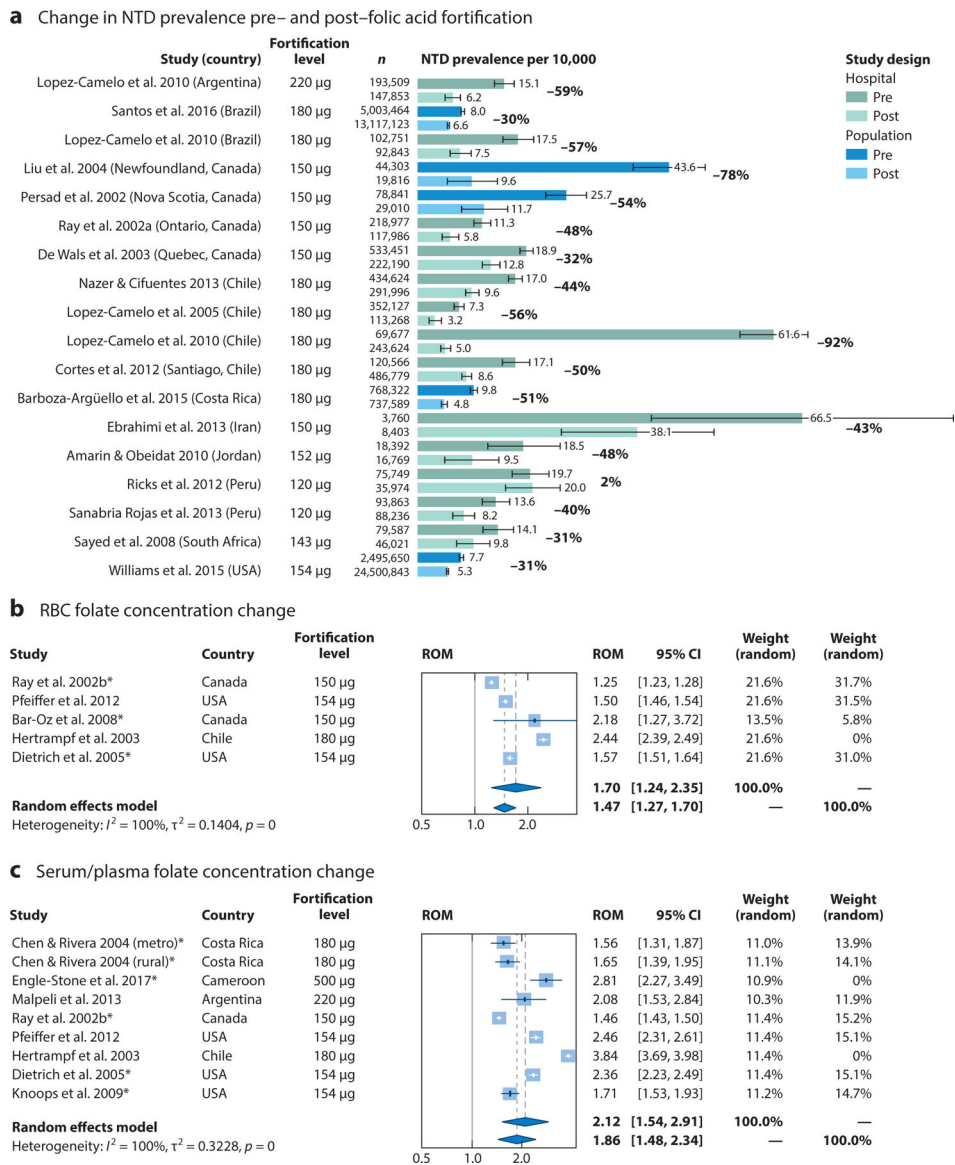 a Change in NTD prevalence pre– and post–folic acid fortification
Study (country) Fortification level n NTD prevalence per 10,000
Study design
Hospital
Pre
Post
Population
Pre
Post
Lopez-Camelo et al. 2010 (Argentina) 220 µg 193,509 15.1 –59%
147,853 6.2
Santos et al. 2016 (Brazil) 180 µg 5,003,464 8.0 –30%
13,117,123 6.6
Lopez-Camelo et al. 2010 (Brazil) 180 µg 102,751 17.5 –57%
92,843 7.5
Liu et al. 2004 (Newfoundland, Canada) 150 µg 44,303 43.6 –78%
19,816 9.6
Persad et al. 2002 (Nova Scotia, Canada) 150 µg 78,841 25.7 –54%
29,010 11.7
Ray et al. 2002a (Ontario, Canada) 150 µg 218,977 11.3 –48%
117,986 5.8
De Wals et al. 2003 (Quebec, Canada) 150 µg 533,451 18.9 –32%
222,190 12.8
Nazer & Cifuentes 2013 (Chile) 180 µg 434,624 17.0 –44%
291,996 9.6
Lopez-Camelo et al. 2005 (Chile) 180 µg 352,127 7.3 –56%
113,268 3.2
Lopez-Camelo et al. 2010 (Chile) 180 µg 69,677 61.6 –92%
243,624 5.0
Cortes et al. 2012 (Santiago, Chile) 180 µg 120,566 17.1 –50%
486,779 8.6
Barboza-Argüello et al. 2015 (Costa Rica) 180 µg 768,322 9.8 –51%
737,589 4.8
Ebrahimi et al. 2013 (Iran) 150 µg 3,760 66.5 –43%
8,403 38.1
Amarin & Obeidat 2010 (Jordan) 152 µg 18,392 18.5 –48%
16,769 9.5
Ricks et al. 2012 (Peru) 120 µg 75,749 19.7 2%
35,974 20.0
Sanabria Rojas et al. 2013 (Peru) 120 µg 93,863 13.6 –40%
88,236 8.2
Sayed et al. 2008 (South Africa) 143 µg 79,587 14.1 –31%
46,021 9.8
Williams et al. 2015 (USA) 154 µg 2,495,650 7.7 –31%
24,500,843 5.3
b RBC folate concentration change
Study Country Fortification level ROM ROM 95% CI Weight (random) Weight (random)
Ray et al. 2002b* Canada 150 µg 1.25 [1.23, 1.28] 21.6% 31.7%
Pfeiffer et al. 2012 USA 154 µg 1.50 [1.46, 1.54] 21.6% 31.5%
Bar-Oz et al. 2008* Canada 150 µg 2.18 [1.27, 3.72] 13.5% 5.8%
Hertrampf et al. 2003 Chile 180 µg 2.44 [2.39, 2.49] 21.6% 0%
Dietrich et al. 2005* USA 154 µg 1.57 [1.51, 1.64] 21.6% 31.0%
1.70 [1.24, 2.35] 100.0% —
Random effects model 1.47 [1.27, 1.70] — 100.0%
Heterogeneity: I² = 100%, τ² = 0.1404, p = 0
0.5 1.0 2.0
c Serum/plasma folate concentration change
Study Country Fortification level ROM ROM 95% CI Weight (random) Weight (random)
Chen & Rivera 2004 (metro)* Costa Rica 180 µg 1.56 [1.31, 1.87] 11.0% 13.9%
Chen & Rivera 2004 (rural)* Costa Rica 180 µg 1.65 [1.39, 1.95] 11.1% 14.1%
Engle-Stone et al. 2017* Cameroon 500 µg 2.81 [2.27, 3.49] 10.9% 0%
Malpeli et al. 2013 Argentina 220 µg 2.08 [1.53, 2.84] 10.3% 11.9%
Ray et al. 2002b* Canada 150 µg 1.46 [1.43, 1.50] 11.4% 15.2%
Pfeiffer et al. 2012 USA 154 µg 2.46 [2.31, 2.61] 11.4% 15.1%
Hertrampf et al. 2003 Chile 180 µg 3.84 [3.69, 3.98] 11.4% 0%
Dietrich et al. 2005* USA 154 µg 2.36 [2.23, 2.49] 11.4% 15.1%
Knoops et al. 2009* USA 154 µg 1.71 [1.53, 1.93] 11.2% 14.7%
2.12 [1.54, 2.91] 100.0% —
Random effects model 1.86 [1.48, 2.34] — 100.0%
Heterogeneity: I² = 100%, τ² = 0.3228, p = 0
0.5 1.0 2.0